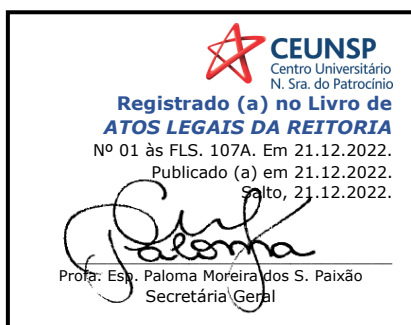 CEUNSP
Centro Universitário
N. Sra. do Patrocínio
Registrado (a) no Livro de
ATOS LEGAIS DA REITORIA
Nº 01 às FLS. 107A. Em 21.12.2022.
Publicado (a) em 21.12.2022.
Salto, 21.12.2022.
Paloma
Profa. Esp. Paloma Moreira dos S. Paixão
Secretária Geral